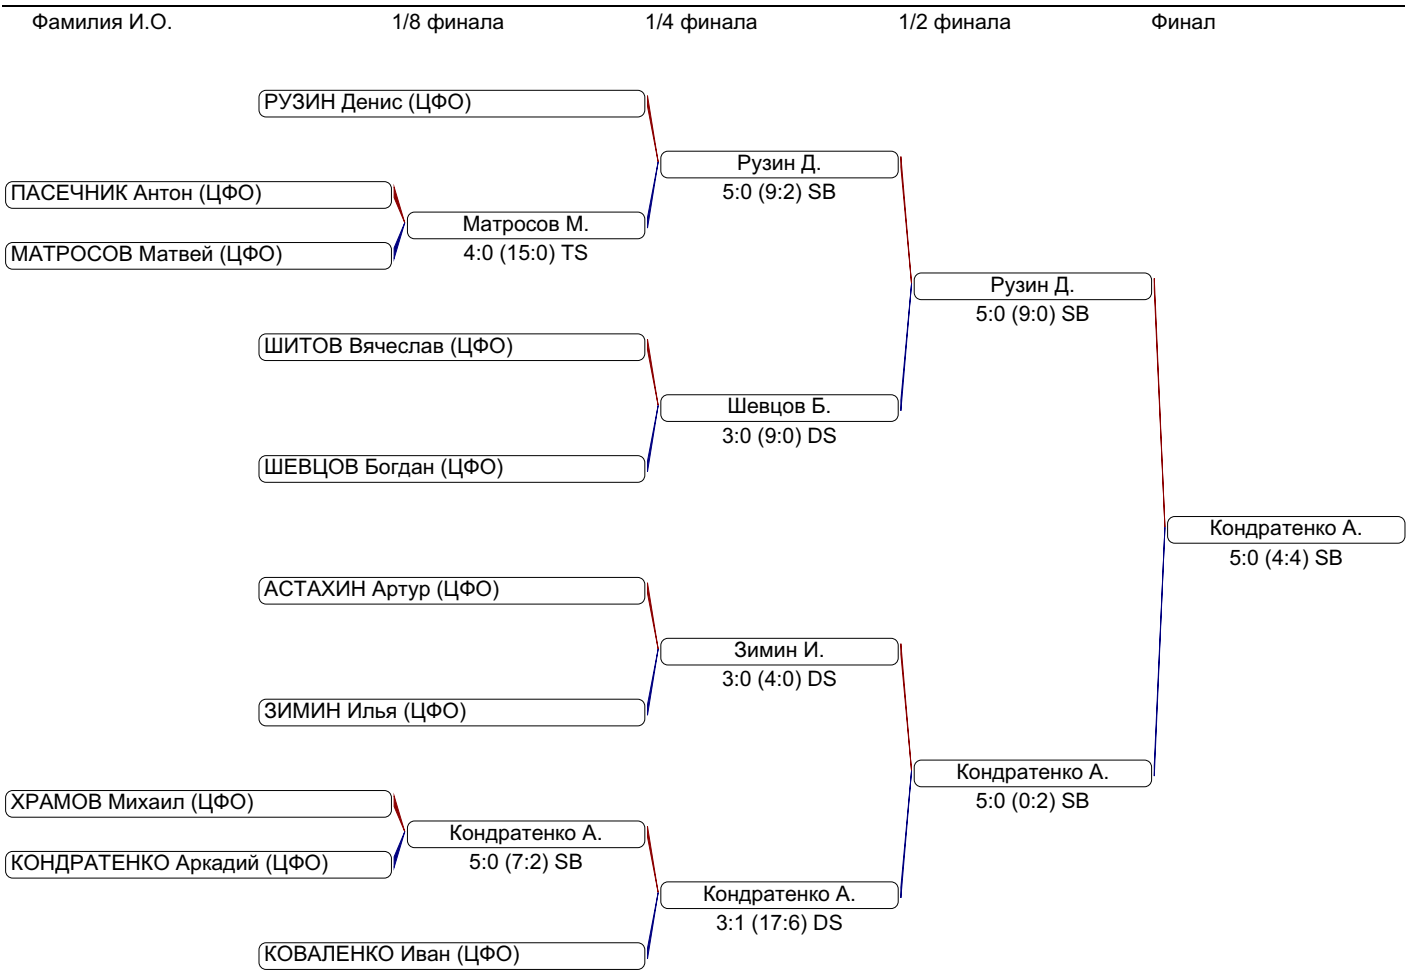 Фамилия И.О. 1/8 финала 1/4 финала 1/2 финала Финал
РУЗИН Денис (ЦФО)
Рузин Д.
5:0 (9:2) SB
ПАСЕЧНИК Антон (ЦФО)
Матросов М.
4:0 (15:0) TS
МАТРОСОВ Матвей (ЦФО)
Рузин Д.
5:0 (9:0) SB
ШИТОВ Вячеслав (ЦФО)
Шевцов Б.
3:0 (9:0) DS
ШЕВЦОВ Богдан (ЦФО)
Кондратенко А.
5:0 (4:4) SB
АСТАХИН Артур (ЦФО)
Зимин И.
3:0 (4:0) DS
ЗИМИН Илья (ЦФО)
Кондратенко А.
5:0 (0:2) SB
ХРАМОВ Михаил (ЦФО)
Кондратенко А.
5:0 (7:2) SB
КОНДРАТЕНКО Аркадий (ЦФО)
Кондратенко А.
3:1 (17:6) DS
КОВАЛЕНКО Иван (ЦФО)